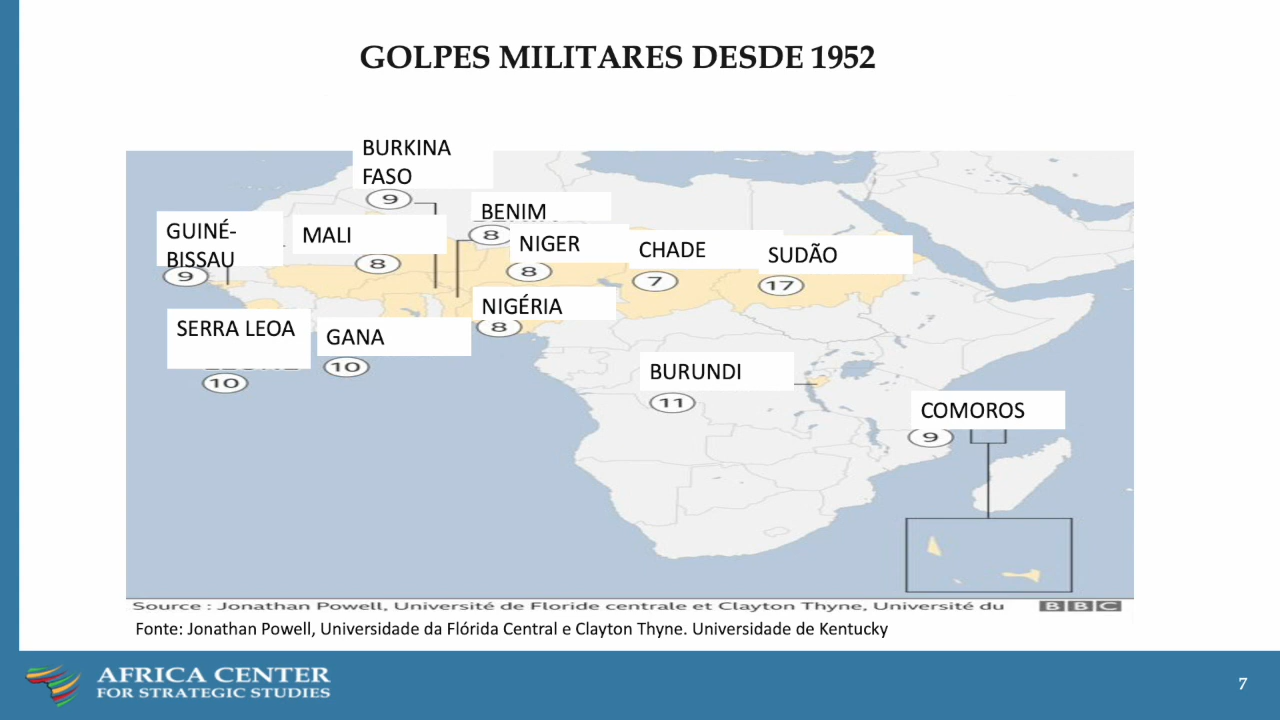 GOLPES MILITARES DESDE 1952
BURKINA
FASO
9
BENIM
8
GUINÉ-
BISSAU
9
MALI
8
NIGER
8
CHADE
7
SUDÃO
17
NIGÉRIA
8
SERRA LEOA
10
GANA
10
BURUNDI
11
COMOROS
9
Source : Jonathan Powell, Université de Floride centrale et Clayton Thyne, Université du
BBC
Fonte: Jonathan Powell, Universidade da Flórida Central e Clayton Thyne. Universidade de Kentucky
AFRICA CENTER
FOR STRATEGIC STUDIES
7